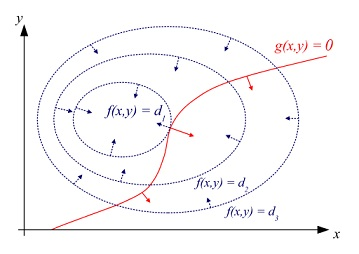 y
g(x,y) = 0
f(x,y) = d₁
f(x,y) = d₂
f(x,y) = d₃
x